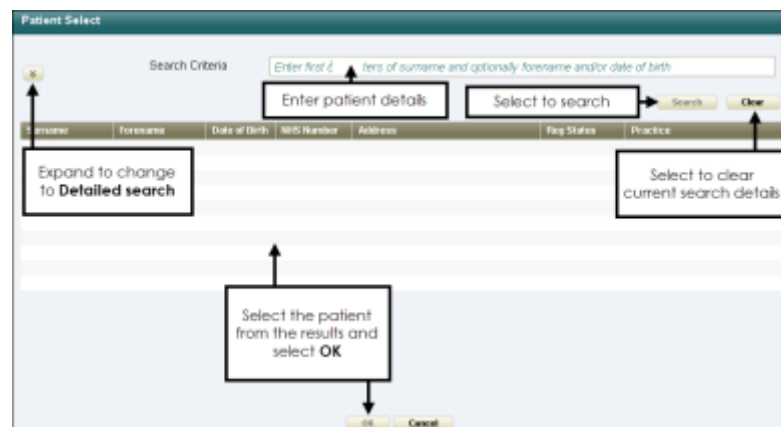 Patient Select
Search Criteria
Enter first ters of surname and optionally forename and/or date of birth
Enter patient details
Select to search
Search
Clear
Surname Forename Date of Birth NHS Number Address Reg Status Practice
Expand to change
to Detailed search
Select to clear
current search details
Select the patient
from the results and
select OK
OK Cancel